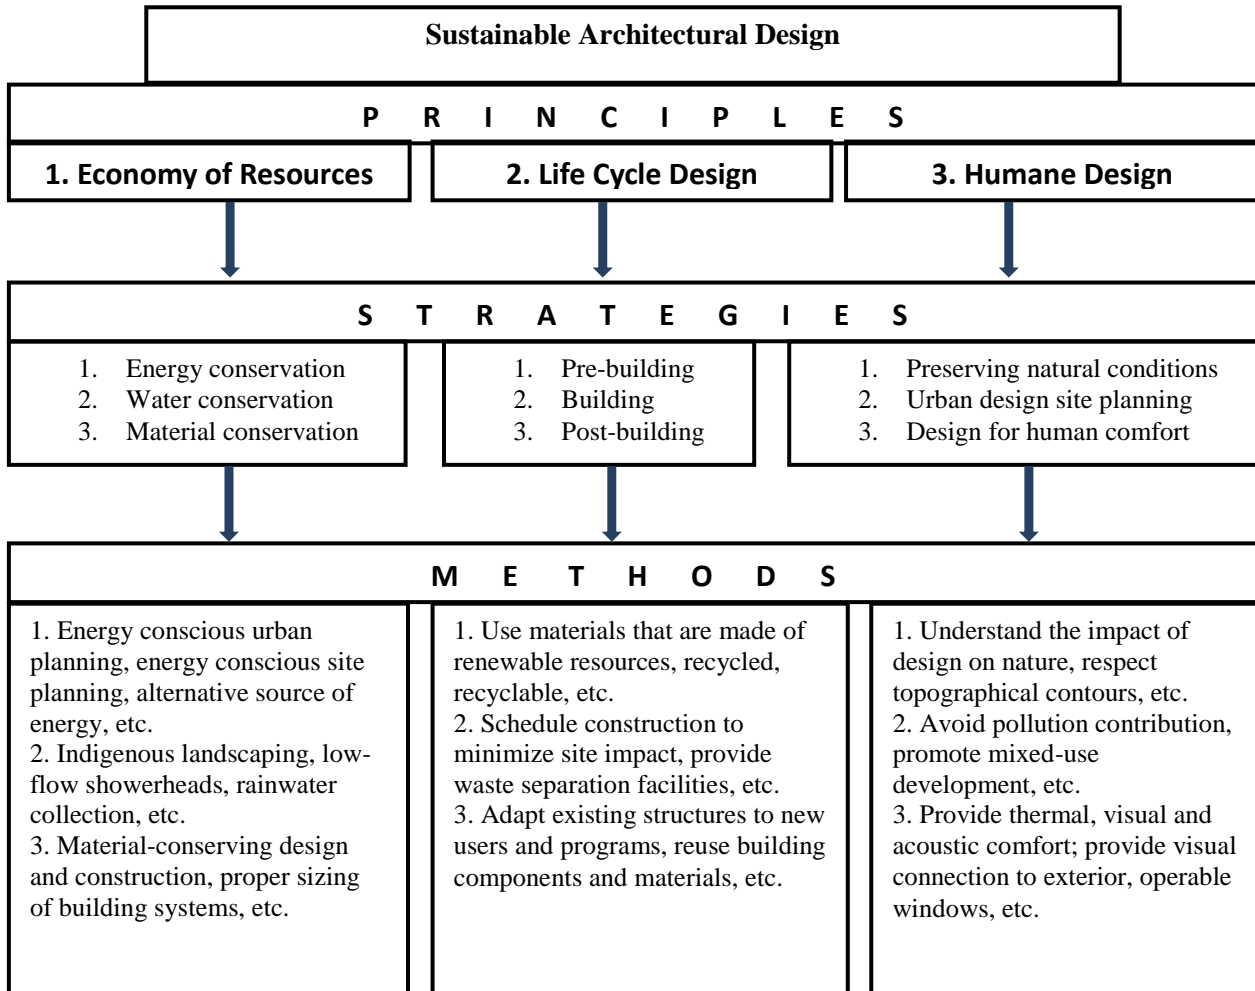 Sustainable Architectural Design
P R I N C I P L E S
1. Economy of Resources
2. Life Cycle Design
3. Humane Design
S T R A T E G I E S
1. Energy conservation
2. Water conservation
3. Material conservation
1. Pre-building
2. Building
3. Post-building
1. Preserving natural conditions
2. Urban design site planning
3. Design for human comfort
M E T H O D S
1. Energy conscious urban
planning, energy conscious site
planning, alternative source of
energy, etc.
2. Indigenous landscaping, low-
flow showerheads, rainwater
collection, etc.
3. Material-conserving design
and construction, proper sizing
of building systems, etc.
1. Use materials that are made of
renewable resources, recycled,
recyclable, etc.
2. Schedule construction to
minimize site impact, provide
waste separation facilities, etc.
3. Adapt existing structures to new
users and programs, reuse building
components and materials, etc.
1. Understand the impact of
design on nature, respect
topographical contours, etc.
2. Avoid pollution contribution,
promote mixed-use
development, etc.
3. Provide thermal, visual and
acoustic comfort; provide visual
connection to exterior, operable
windows, etc.